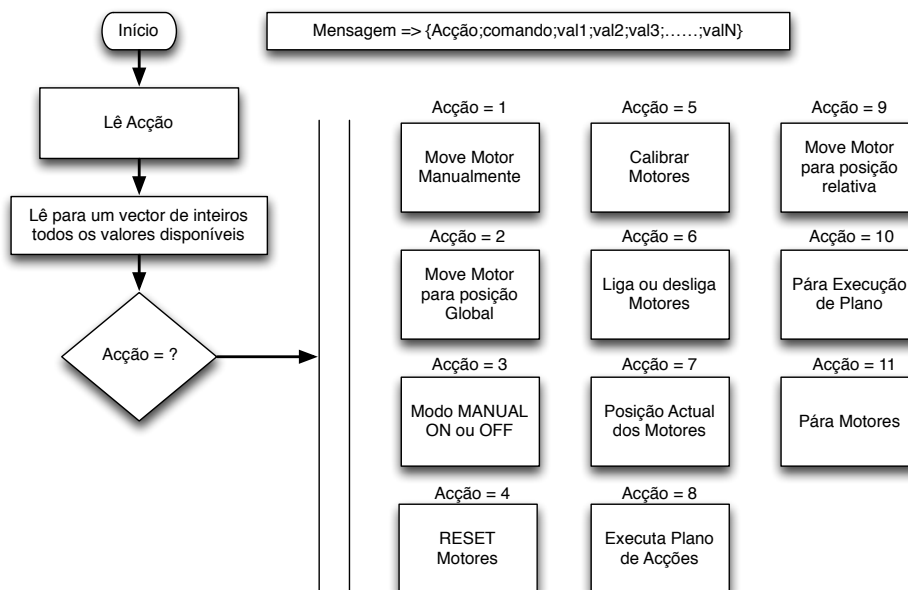 Início
Mensagem => {Acção;comando;val1;val2;val3;......;valN}
Lê Acção
Lê para um vector de inteiros
todos os valores disponíveis
Acção = ?
Acção = 1
Move Motor
Manualmente
Acção = 2
Move Motor
para posição
Global
Acção = 3
Modo MANUAL
ON ou OFF
Acção = 4
RESET
Motores
Acção = 5
Calibrar
Motores
Acção = 6
Liga ou desliga
Motores
Acção = 7
Posição Actual
dos Motores
Acção = 8
Executa Plano
de Acções
Acção = 9
Move Motor
para posição
relativa
Acção = 10
Pára Execução
de Plano
Acção = 11
Pára Motores